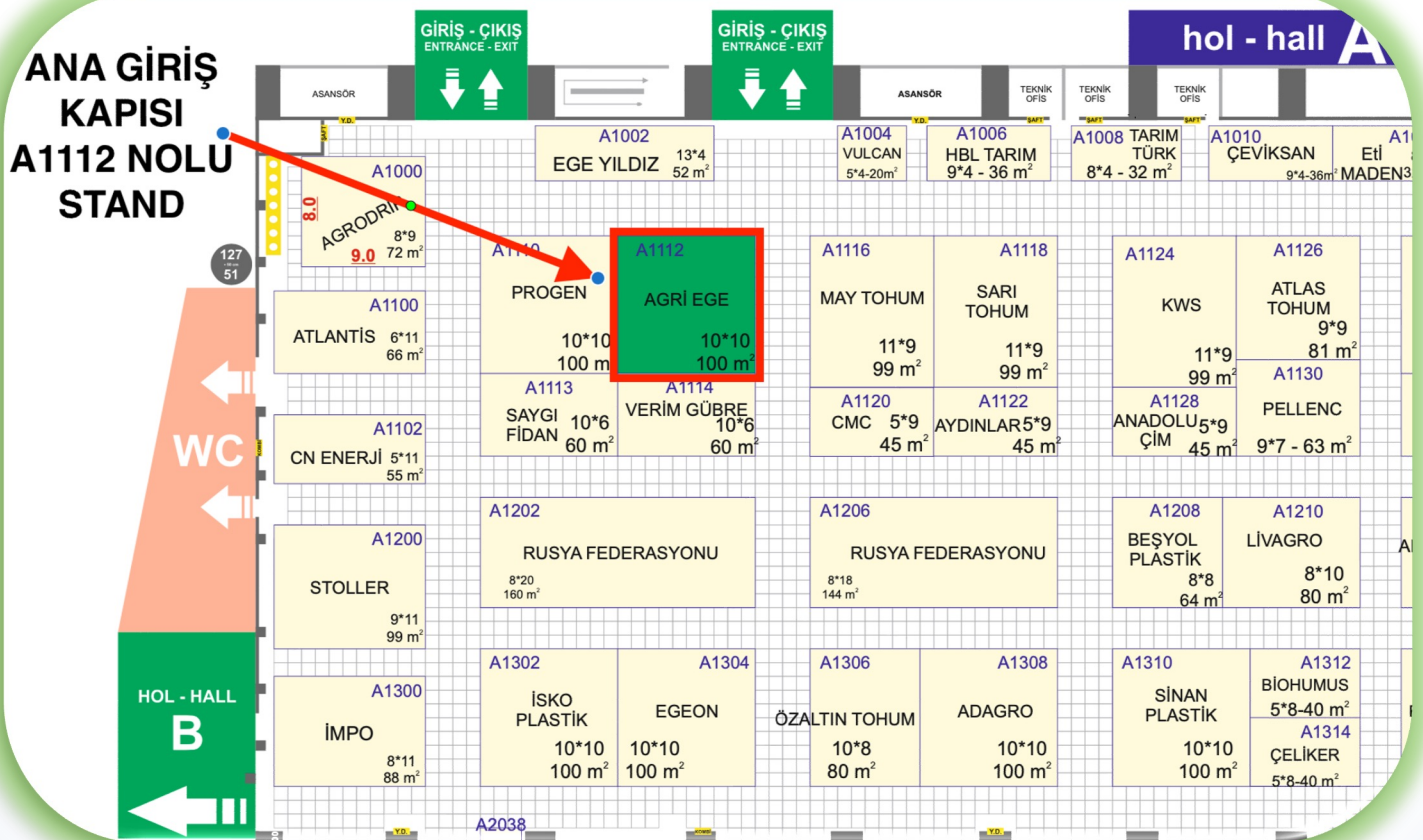 ANA GİRİŞ
KAPISI
A1112 NOLU
STAND
GİRİŞ - ÇIKIŞ
ENTRANCE - EXIT
GİRİŞ - ÇIKIŞ
ENTRANCE - EXIT
hol - hall A
ASANSÖR
ASANSÖR
TEKNİK
OFİS
TEKNİK
OFİS
TEKNİK
OFİS
Y.D.
Y.D.
ŞAFT
ŞAFT
ŞAFT
ŞAFT
A1000
8.0
AGRODRİP
8*9
9.0 72 m²
A1002
EGE YILDIZ 13*4
52 m²
A1004
VULCAN
5*4-20m²
A1006
HBL TARIM
9*4 - 36 m²
A1008 TARIM
TÜRK
8*4 - 32 m²
A1010
ÇEVİKSAN
9*4-36m²
Eti
MADEN
127
51
A1100
ATLANTİS 6*11
66 m²
A1110
PROGEN
10*10
100 m
A1112
AGRİ EGE
10*10
100 m²
A1116
MAY TOHUM
11*9
99 m²
A1118
SARI
TOHUM
11*9
99 m²
A1124
KWS
11*9
99 m²
A1126
ATLAS
TOHUM
9*9
81 m²
A1102
CN ENERJİ 5*11
55 m²
A1113
SAYGI
FİDAN 10*6
60 m²
A1114
VERİM GÜBRE
10*6
60 m²
A1120
CMC 5*9
45 m²
A1122
AYDINLAR 5*9
45 m²
A1128
ANADOLU 5*9
ÇİM 45 m²
A1130
PELLENC
9*7 - 63 m²
WC
KOMBİ
A1200
STOLLER
9*11
99 m²
A1202
RUSYA FEDERASYONU
8*20
160 m²
A1206
RUSYA FEDERASYONU
8*18
144 m²
A1208
BEŞYOL
PLASTİK
8*8
64 m²
A1210
LİVAGRO
8*10
80 m²
HOL - HALL
B
A1300
İMPO
8*11
88 m²
A1302
İSKO
PLASTİK
10*10
100 m²
A1304
EGEON
10*10
100 m²
A1306
ÖZALTIN TOHUM
10*8
80 m²
A1308
ADAGRO
10*10
100 m²
A1310
SİNAN
PLASTİK
10*10
100 m²
A1312
BİOHUMUS
5*8-40 m²
A1314
ÇELİKER
5*8-40 m²
A2038
Y.D.
KOMBİ
Y.D.